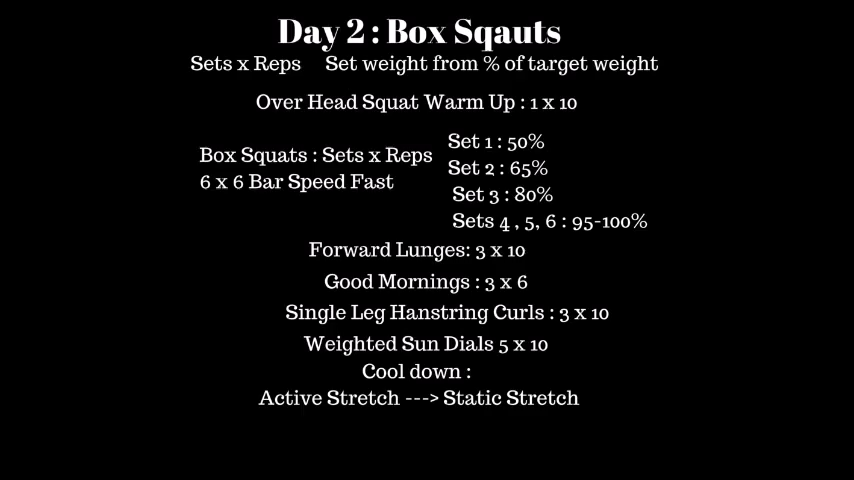 Day 2 : Box Sqauts
Sets x Reps Set weight from % of target weight
Over Head Squat Warm Up : 1 x 10
Box Squats : Sets x Reps
6 x 6 Bar Speed Fast
Set 1 : 50%
Set 2 : 65%
Set 3 : 80%
Sets 4 , 5, 6 : 95-100%
Forward Lunges: 3 x 10
Good Mornings : 3 x 6
Single Leg Hanstring Curls : 3 x 10
Weighted Sun Dials 5 x 10
Cool down :
Active Stretch ---> Static Stretch